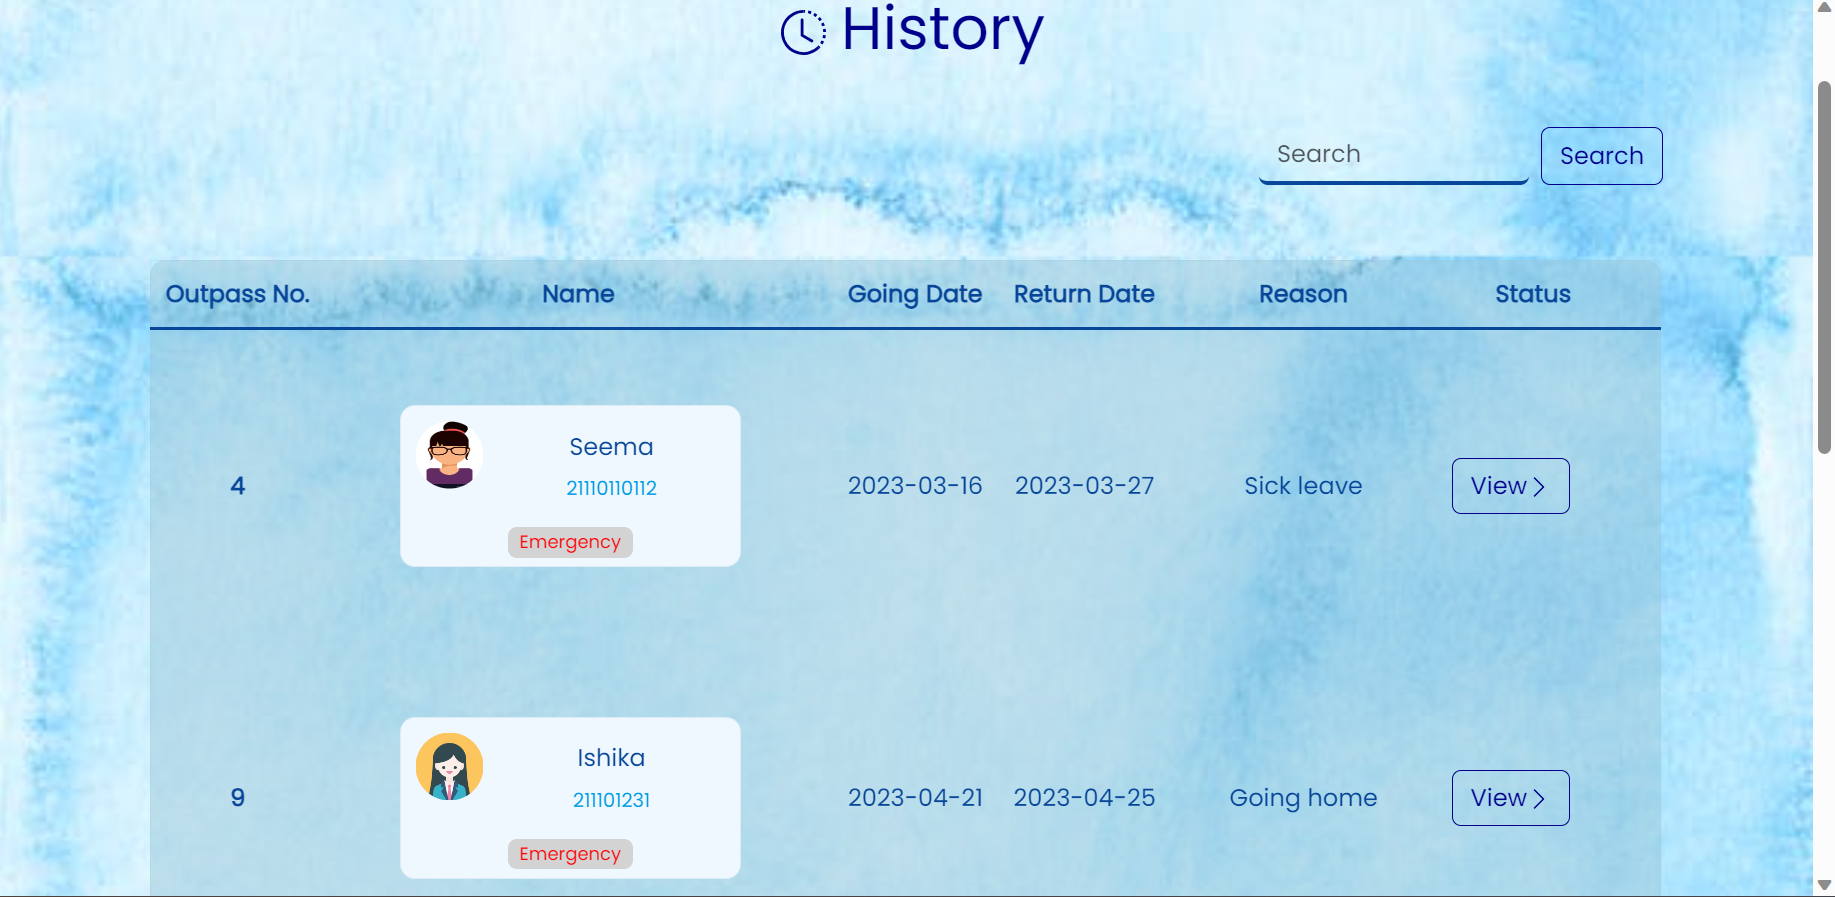 History
Search Search
Outpass No. Name Going Date Return Date Reason Status
Seema
21110110112
4 2023-03-16 2023-03-27 Sick leave View
Emergency
Ishika
211101231
9 2023-04-21 2023-04-25 Going home View
Emergency